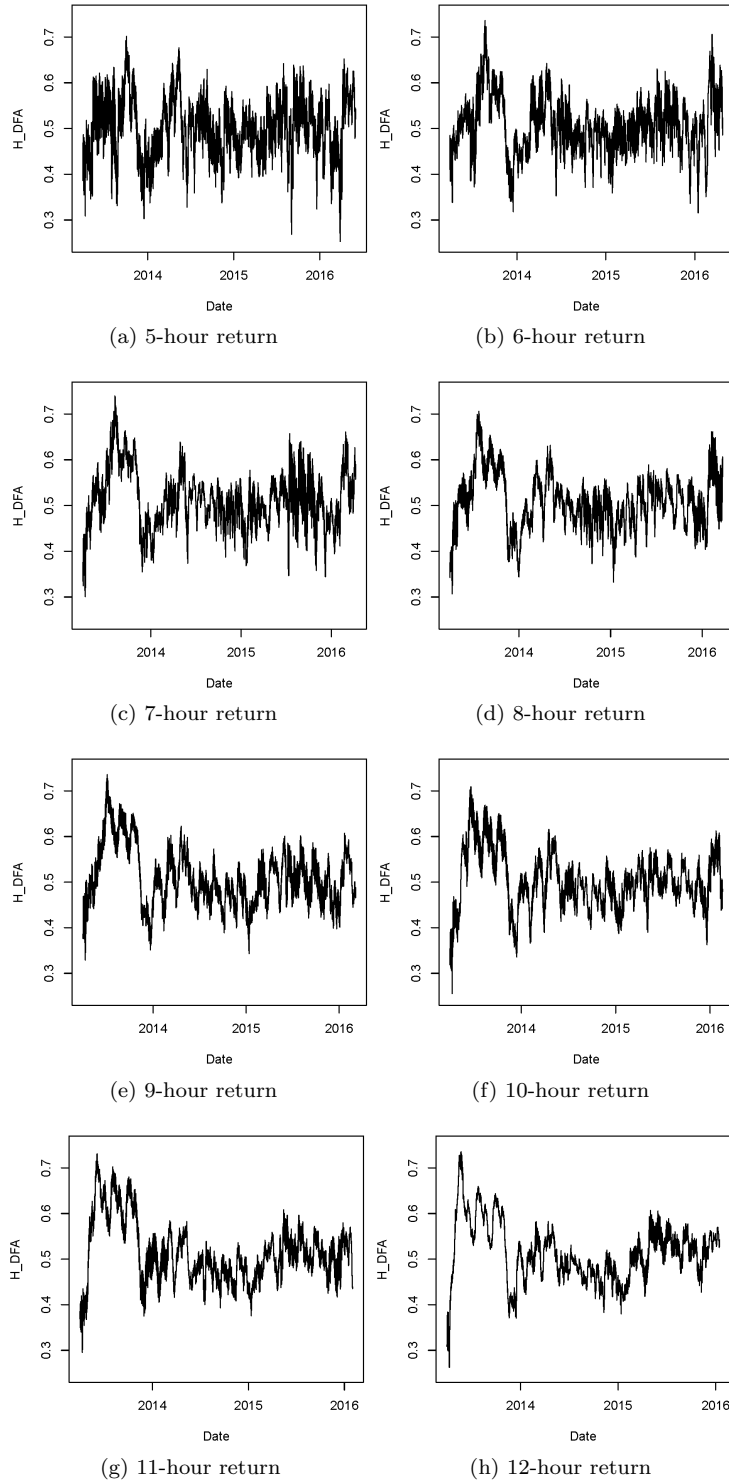 0.7
0.6
0.5
0.4
0.3
H_DFA
2014 2015 2016
Date
(a) 5-hour return
0.7
0.6
0.5
0.4
0.3
H_DFA
2014 2015 2016
Date
(b) 6-hour return
0.7
0.6
0.5
0.4
0.3
H_DFA
2014 2015 2016
Date
(c) 7-hour return
0.7
0.6
0.5
0.4
0.3
H_DFA
2014 2015 2016
Date
(d) 8-hour return
0.7
0.6
0.5
0.4
0.3
H_DFA
2014 2015 2016
Date
(e) 9-hour return
0.7
0.6
0.5
0.4
0.3
H_DFA
2014 2015 2016
Date
(f) 10-hour return
0.7
0.6
0.5
0.4
0.3
H_DFA
2014 2015 2016
Date
(g) 11-hour return
0.7
0.6
0.5
0.4
0.3
H_DFA
2014 2015 2016
Date
(h) 12-hour return